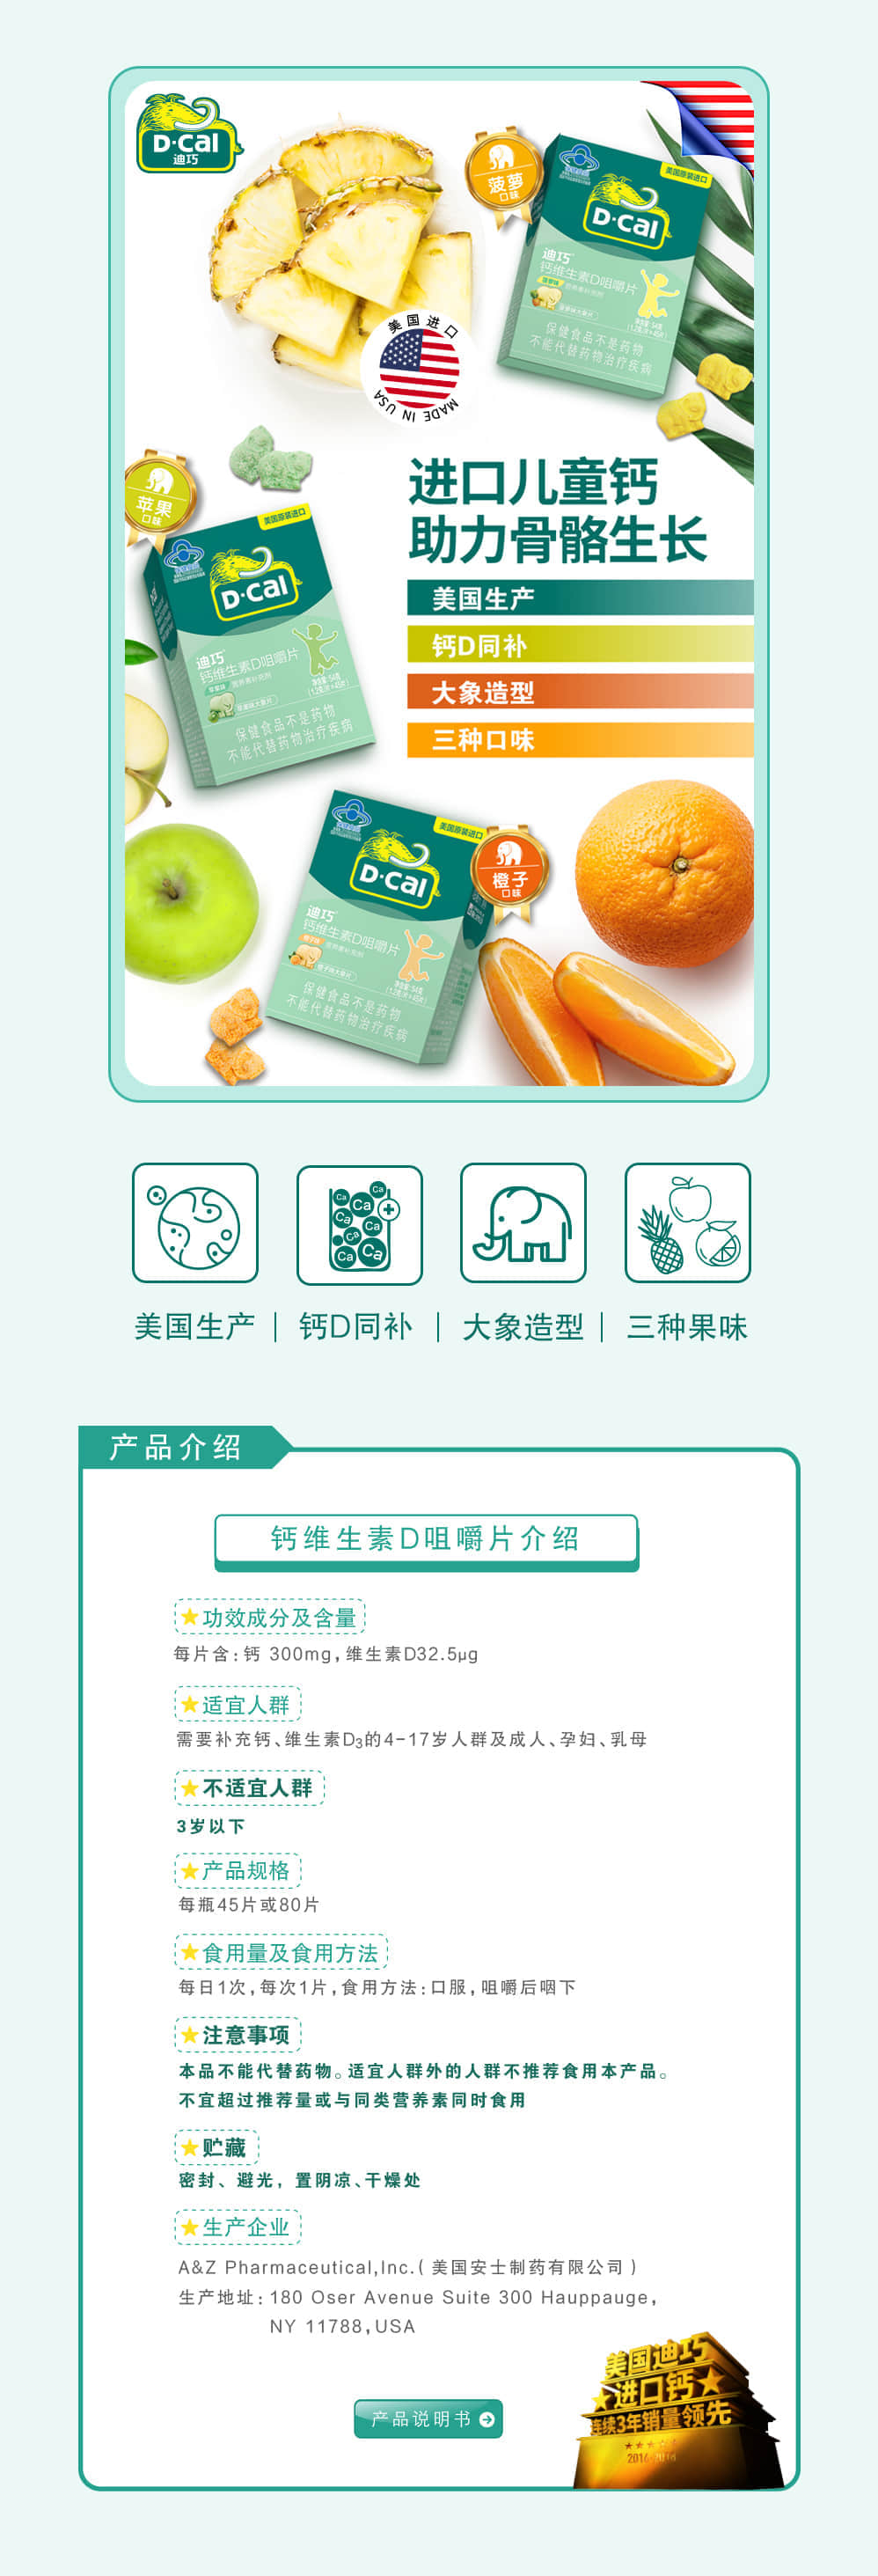 D·Cal
迪巧
菠萝
口味
美国原装进口
D·Cal
迪巧
钙维生素D咀嚼片
保健食品不是药物
不能代替药物治疗疾病
美国进口
MADE IN USA
进口儿童钙
助力骨骼生长
美国生产
钙D同补
大象造型
三种口味
苹果
口味
美国原装进口
D·Cal
迪巧
钙维生素D咀嚼片
保健食品不是药物
不能代替药物治疗疾病
橙子
口味
美国原装进口
D·Cal
迪巧
钙维生素D咀嚼片
保健食品不是药物
不能代替药物治疗疾病
Ca Ca Ca Ca Ca Ca Ca Ca
美国生产 | 钙D同补 | 大象造型 | 三种果味
产品介绍
钙维生素D咀嚼片介绍
★功效成分及含量
每片含:钙 300mg,维生素D32.5μg
★适宜人群
需要补充钙、维生素D₃的4-17岁人群及成人、孕妇、乳母
★不适宜人群
3岁以下
★产品规格
每瓶45片或80片
★食用量及食用方法
每日1次,每次1片,食用方法:口服,咀嚼后咽下
★注意事项
本品不能代替药物。适宜人群外的人群不推荐食用本产品。
不宜超过推荐量或与同类营养素同时食用
★贮藏
密封、避光，置阴凉、干燥处
★生产企业
A&Z Pharmaceutical,Inc.(美国安士制药有限公司)
生产地址:180 Oser Avenue Suite 300 Hauppauge,
NY 11788,USA
产品说明书
美国迪巧
★进口钙★
连续3年销量领先